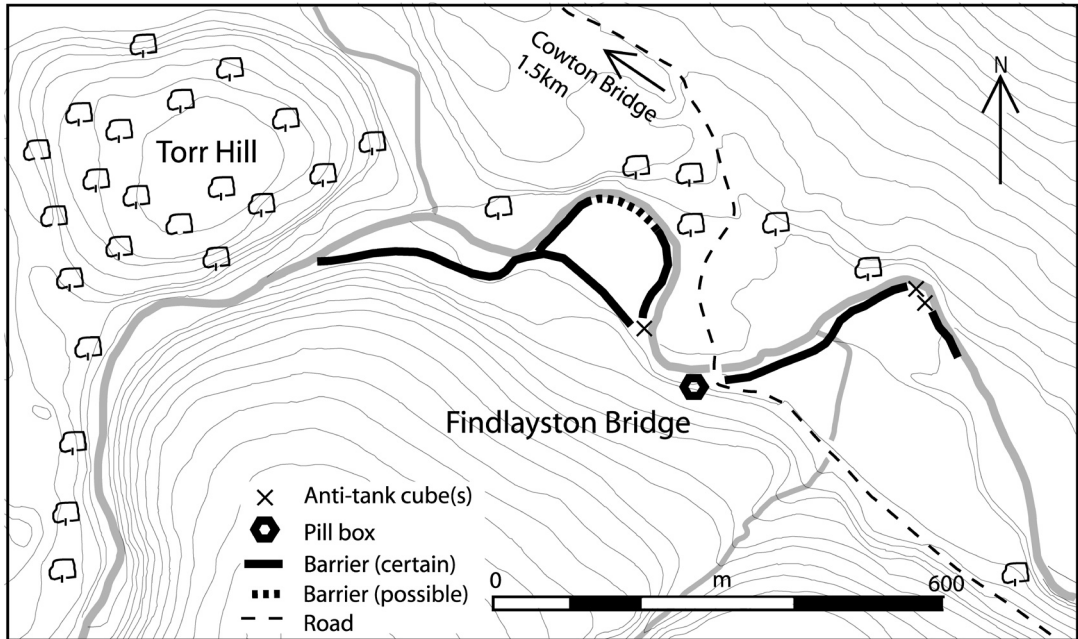 Cowton Bridge
1.5km
N
Torr Hill
Findlayston Bridge
Anti-tank cube(s)
Pill box
Barrier (certain)
Barrier (possible)
Road
0 m 600